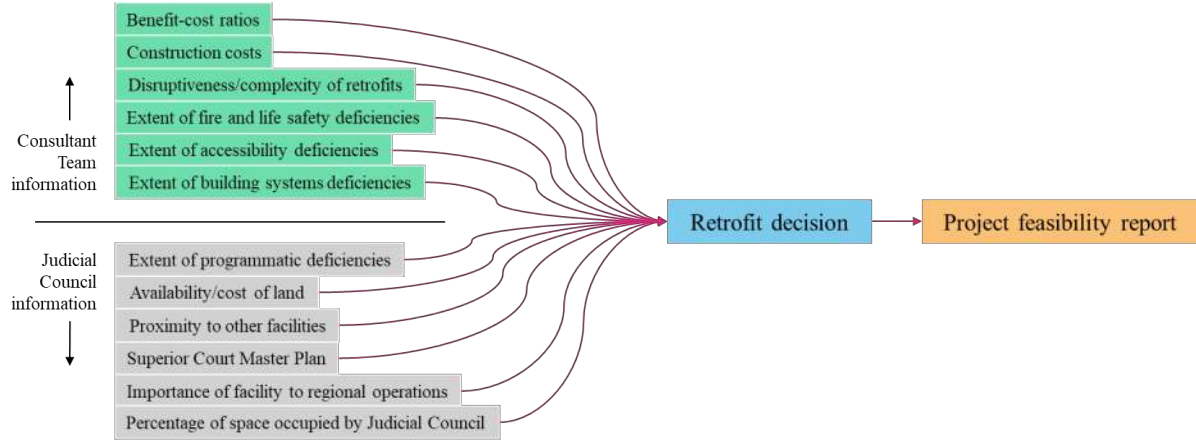 Benefit-cost ratios
Construction costs
Disruptiveness/complexity of retrofits
Extent of fire and life safety deficiencies
Extent of accessibility deficiencies
Extent of building systems deficiencies
Consultant
Team
information
Judicial
Council
information
Extent of programmatic deficiencies
Availability/cost of land
Proximity to other facilities
Superior Court Master Plan
Importance of facility to regional operations
Percentage of space occupied by Judicial Council
Retrofit decision
Project feasibility report